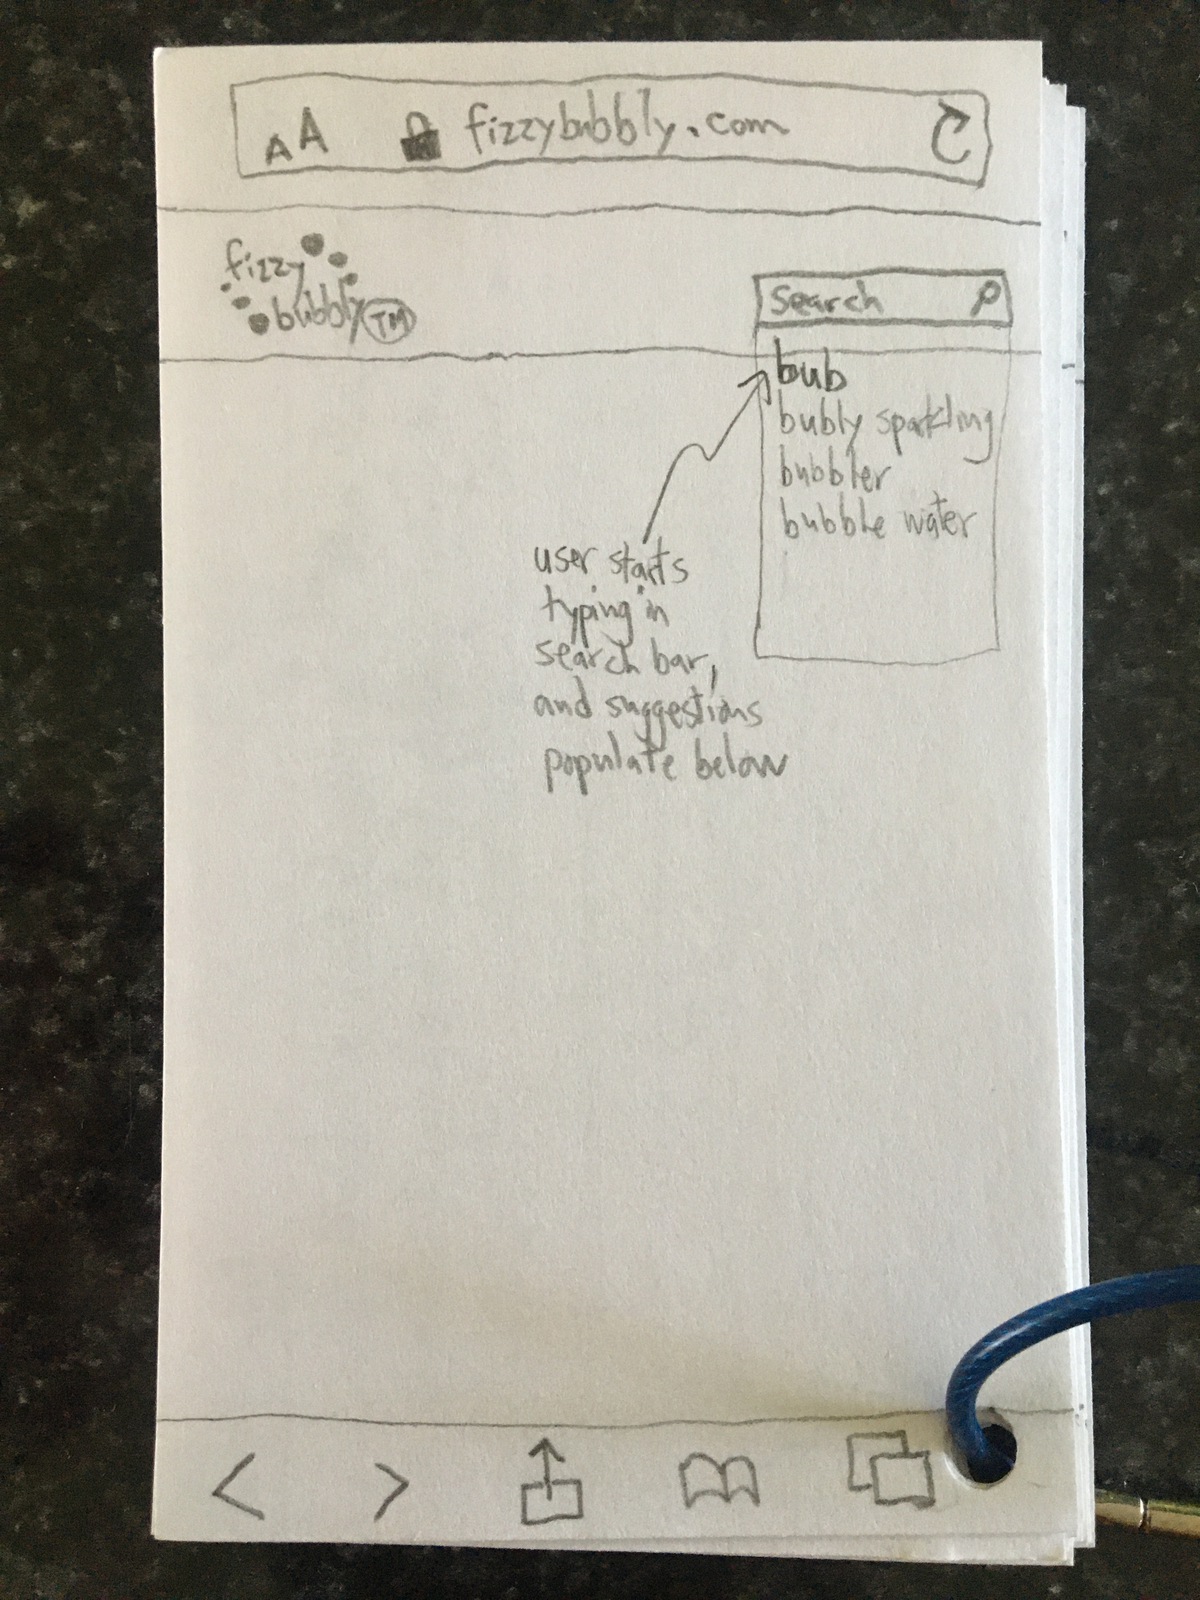 AA fizzybubbly.com
fizzy
bubbly TM
Search
bub
bubly sparkling
bubbler
bubble water
user starts
typing in
search bar,
and suggestions
populate below